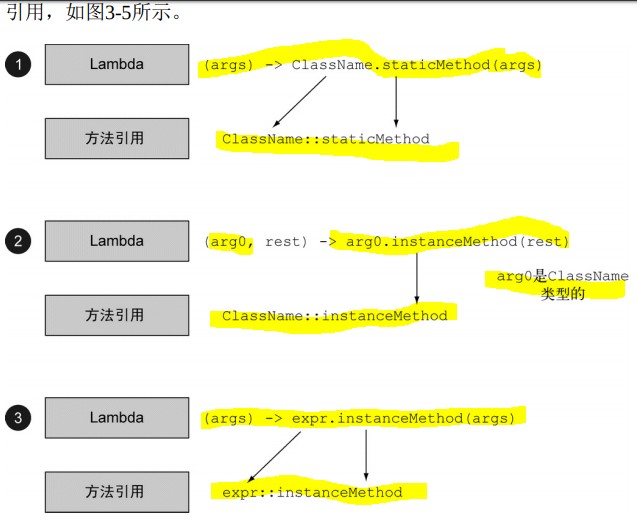 引用，如图3-5所示。
1 Lambda (args) -> ClassName.staticMethod(args)
方法引用 ClassName::staticMethod
2 Lambda (arg0, rest) -> arg0.instanceMethod(rest)
arg0是ClassName
类型的
方法引用 ClassName::instanceMethod
3 Lambda (args) -> expr.instanceMethod(args)
方法引用 expr::instanceMethod